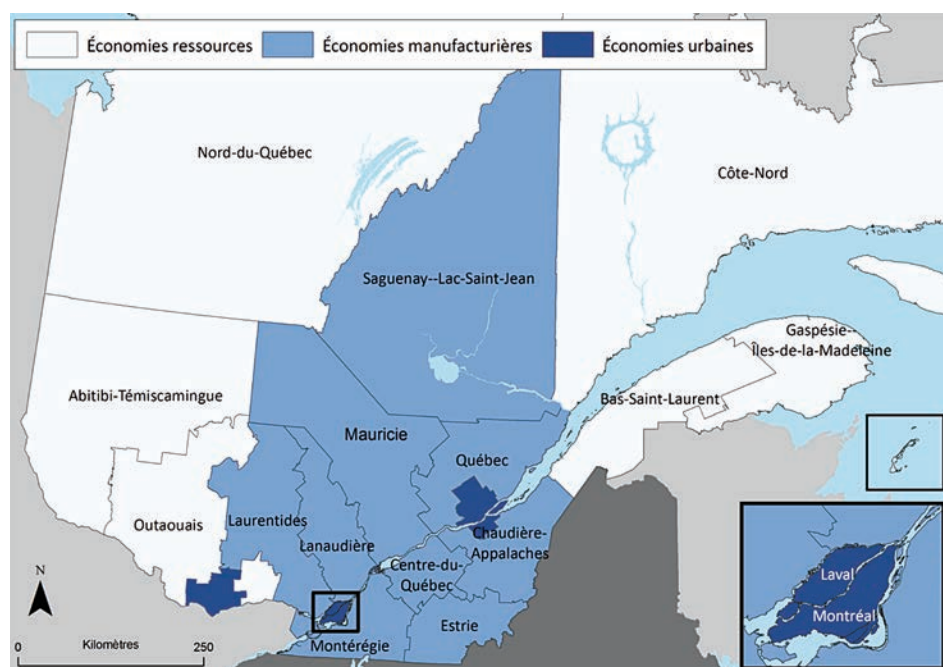 Économies ressources
Économies manufacturières
Économies urbaines
Nord-du-Québec
Côte-Nord
Saguenay--Lac-Saint-Jean
Gaspésie--
Îles-de-la-Madeleine
Abitibi-Témiscamingue
Bas-Saint-Laurent
Mauricie
Québec
Outaouais
Laurentides
Lanaudière
Chaudière-
Appalaches
Centre-du-
Québec
Laval
Montréal
Estrie
Montérégie
N
0
Kilomètres
250